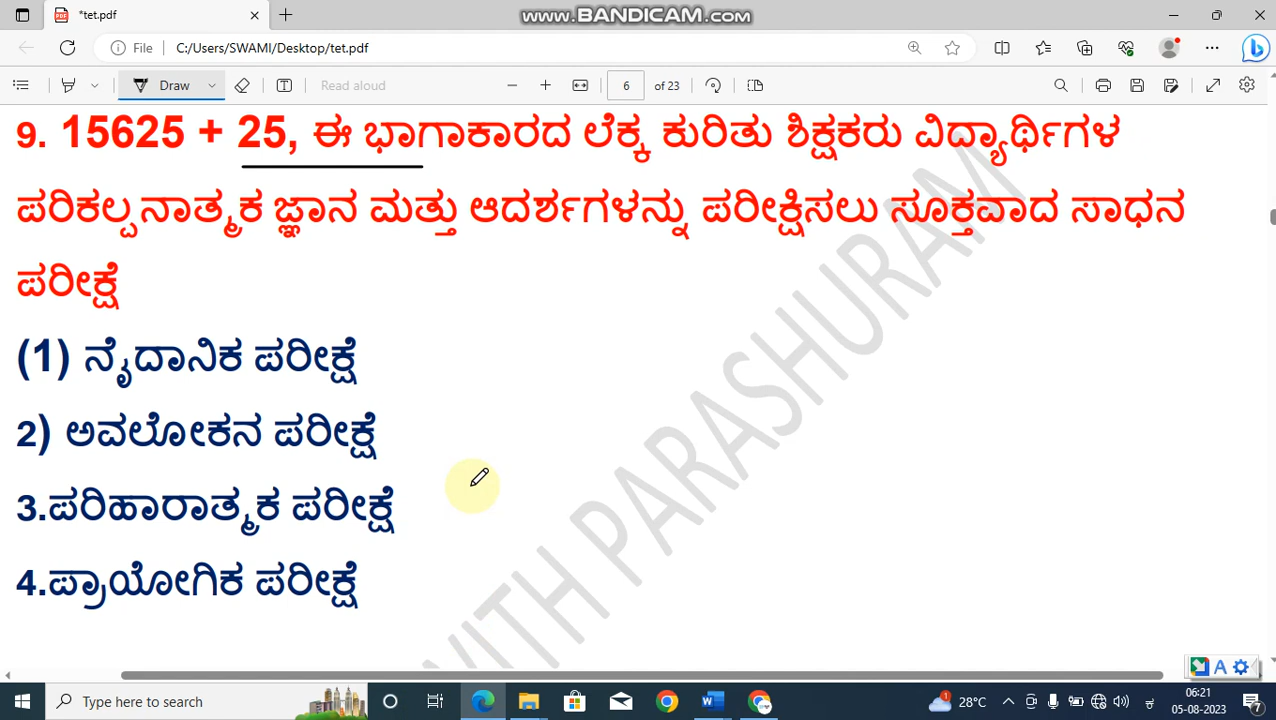 *tet.pdf
www.BANDICAM.com
File C:/Users/SWAMI/Desktop/tet.pdf
Draw
Read aloud
6 of 23
9. 15625 + 25, ಈ ಭಾಗಾಕಾರದ ಲೆಕ್ಕ ಕುರಿತು ಶಿಕ್ಷಕರು ವಿದ್ಯಾರ್ಥಿಗಳ
ಪರಿಕಲ್ಪನಾತ್ಮಕ ಜ್ಞಾನ ಮತ್ತು ಆದರ್ಶಗಳನ್ನು ಪರೀಕ್ಷಿಸಲು ಸೂಕ್ತವಾದ ಸಾಧನ
ಪರೀಕ್ಷೆ
(1) ನೈದಾನಿಕ ಪರೀಕ್ಷೆ
2) ಅವಲೋಕನ ಪರೀಕ್ಷೆ
3.ಪರಿಹಾರಾತ್ಮಕ ಪರೀಕ್ಷೆ
4.ಪ್ರಾಯೋಗಿಕ ಪರೀಕ್ಷೆ
WITH PARASHURAM
Type here to search
28°C
06:21
05-08-2023